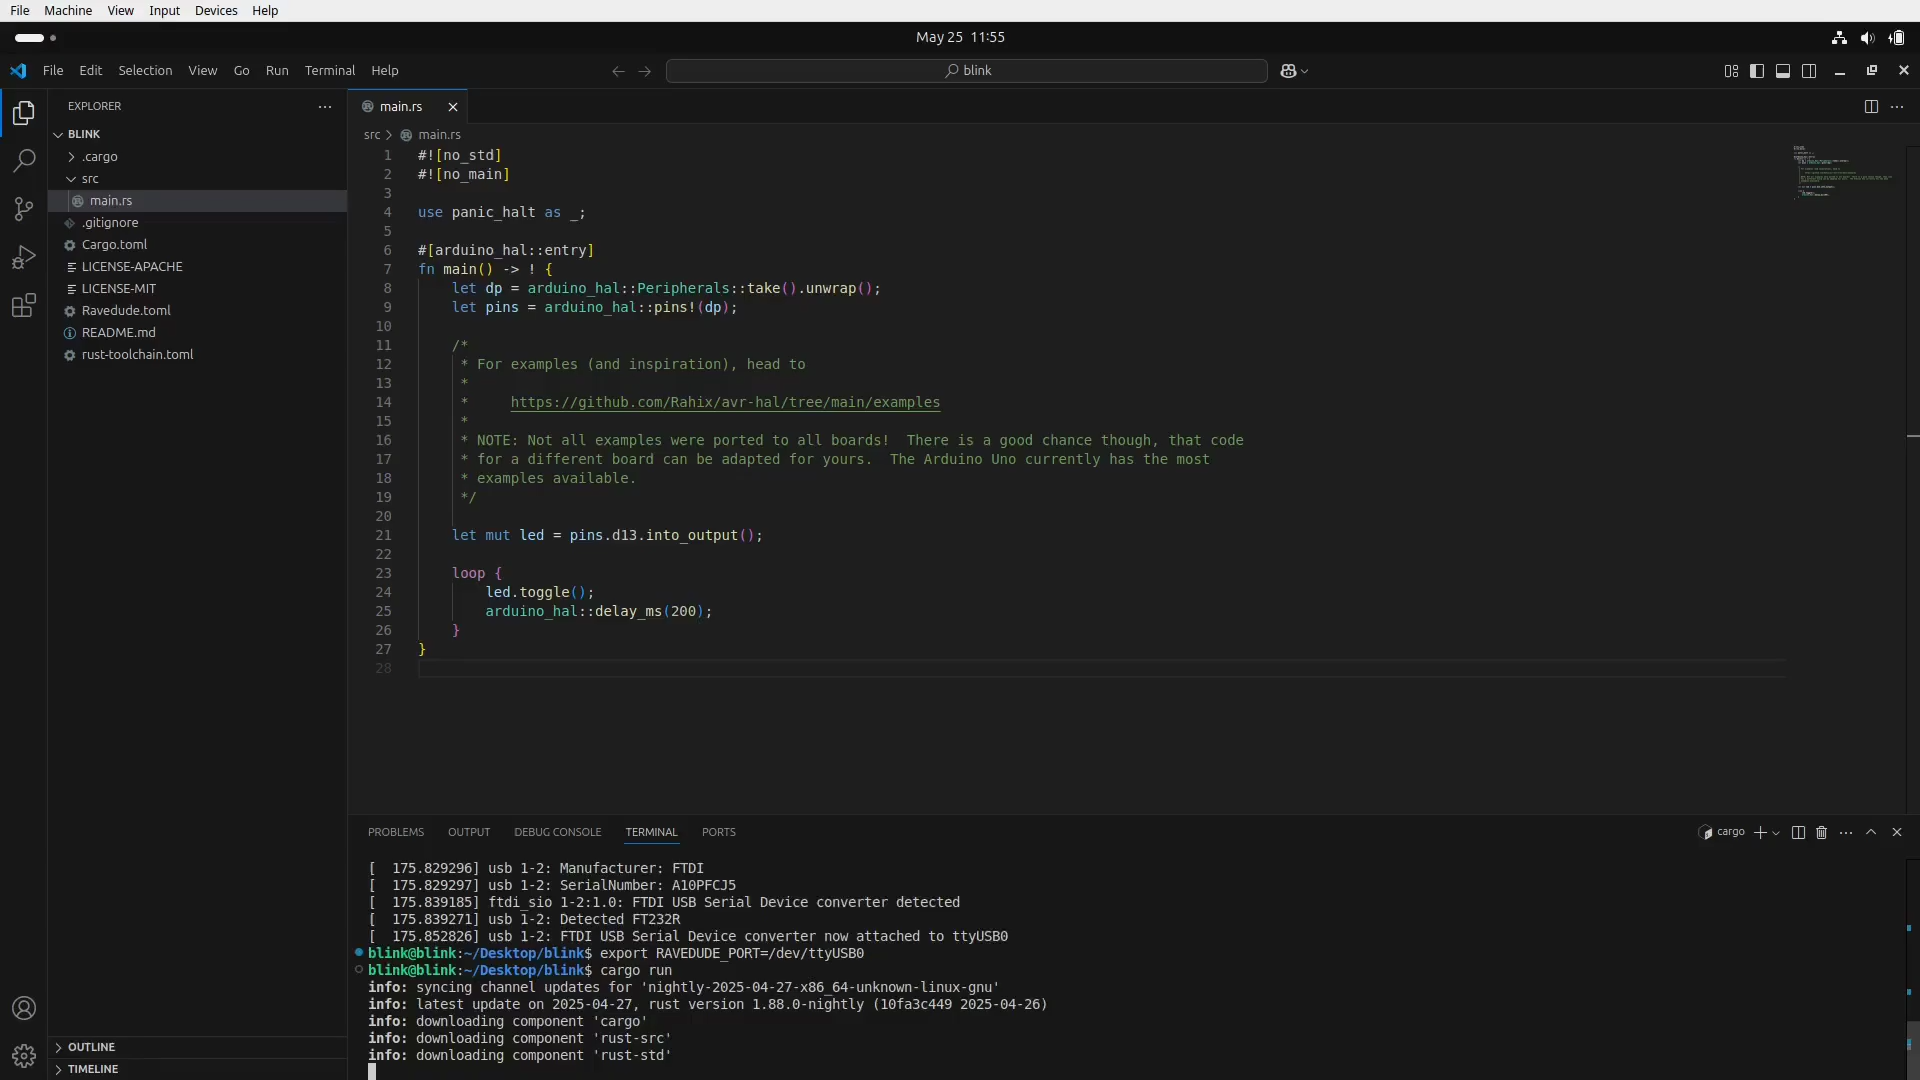 File Machine View Input Devices Help
May 25 11:55
File Edit Selection View Go Run Terminal Help
blink
EXPLORER
main.rs
BLINK
.cargo
src
main.rs
.gitignore
Cargo.toml
LICENSE-APACHE
LICENSE-MIT
Ravedude.toml
README.md
rust-toolchain.toml
OUTLINE
TIMELINE
src > main.rs
1 #![no_std]
2 #![no_main]
3
4 use panic_halt as _;
5
6 #[arduino_hal::entry]
7 fn main() -> ! {
8 let dp = arduino_hal::Peripherals::take().unwrap();
9 let pins = arduino_hal::pins!(dp);
10
11 /*
12 * For examples (and inspiration), head to
13 *
14 * https://github.com/Rahix/avr-hal/tree/main/examples
15 *
16 * NOTE: Not all examples were ported to all boards!  There is a good chance though, that code
17 * for a different board can be adapted for yours.  The Arduino Uno currently has the most
18 * examples available.
19 */
20
21 let mut led = pins.d13.into_output();
22
23 loop {
24 led.toggle();
25 arduino_hal::delay_ms(200);
26 }
27 }
28
PROBLEMS OUTPUT DEBUG CONSOLE TERMINAL PORTS
cargo
[  175.829296] usb 1-2: Manufacturer: FTDI
[  175.829297] usb 1-2: SerialNumber: A10PFCJ5
[  175.839185] ftdi_sio 1-2:1.0: FTDI USB Serial Device converter detected
[  175.839271] usb 1-2: Detected FT232R
[  175.852826] usb 1-2: FTDI USB Serial Device converter now attached to ttyUSB0
blink@blink:~/Desktop/blink$ export RAVEDUDE_PORT=/dev/ttyUSB0
blink@blink:~/Desktop/blink$ cargo run
info: syncing channel updates for 'nightly-2025-04-27-x86_64-unknown-linux-gnu'
info: latest update on 2025-04-27, rust version 1.88.0-nightly (10fa3c449 2025-04-26)
info: downloading component 'cargo'
info: downloading component 'rust-src'
info: downloading component 'rust-std'